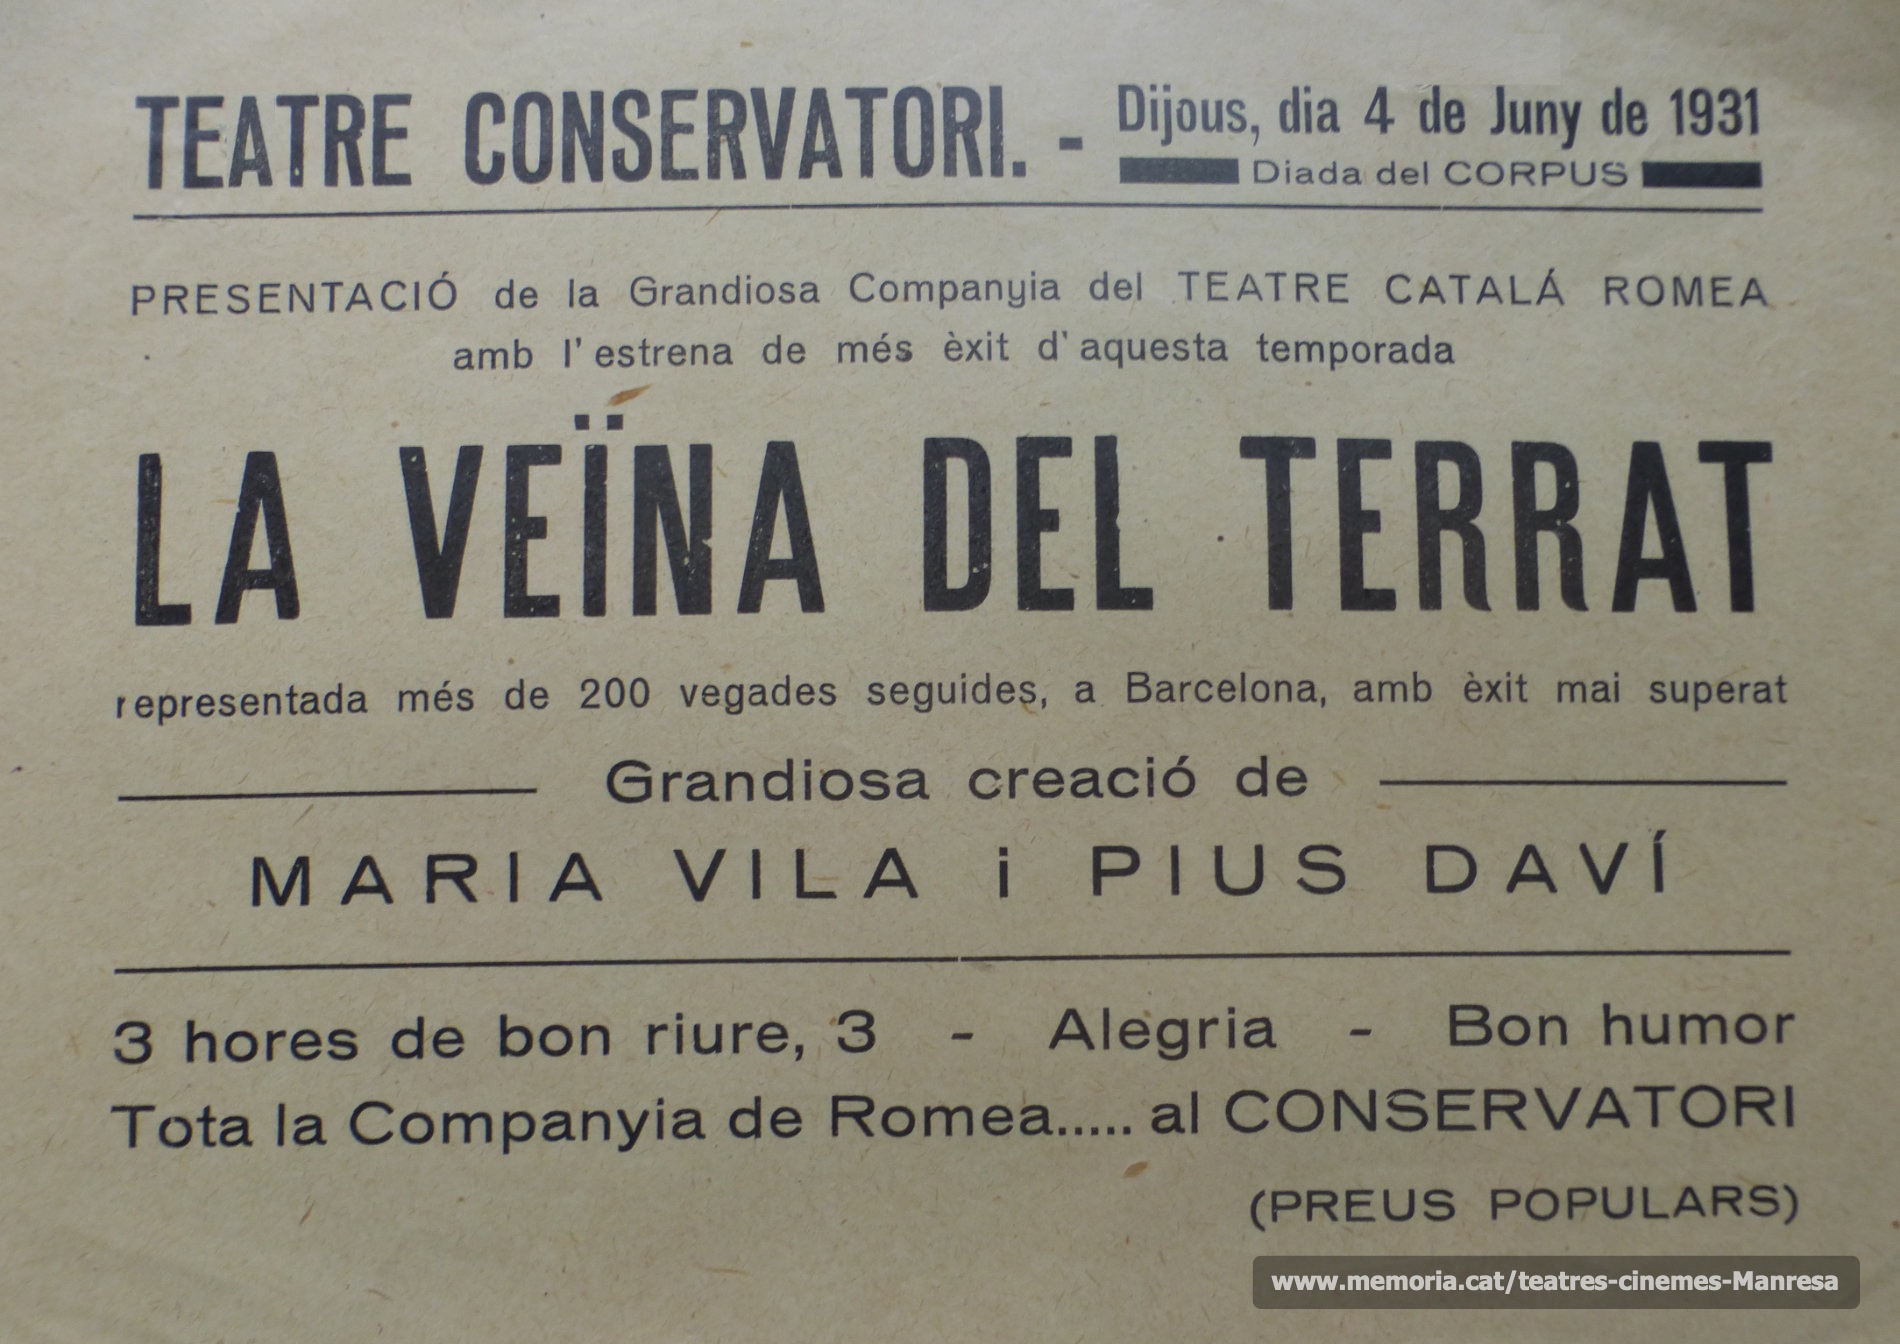 TEATRE CONSERVATORI. - Dijous, dia 4 de Juny de 1931
Diada del CORPUS
PRESENTACIÓ de la Grandiosa Companyia del TEATRE CATALÁ ROMEA
amb l'estrena de més èxit d'aquesta temporada
LA VEÏNA DEL TERRAT
representada més de 200 vegades seguides, a Barcelona, amb èxit mai superat
Grandiosa creació de
MARIA VILA i PIUS DAVÍ
3 hores de bon riure, 3 - Alegria - Bon humor
Tota la Companyia de Romea..... al CONSERVATORI
(PREUS POPULARS)
www.memoria.cat/teatres-cinemes-Manresa